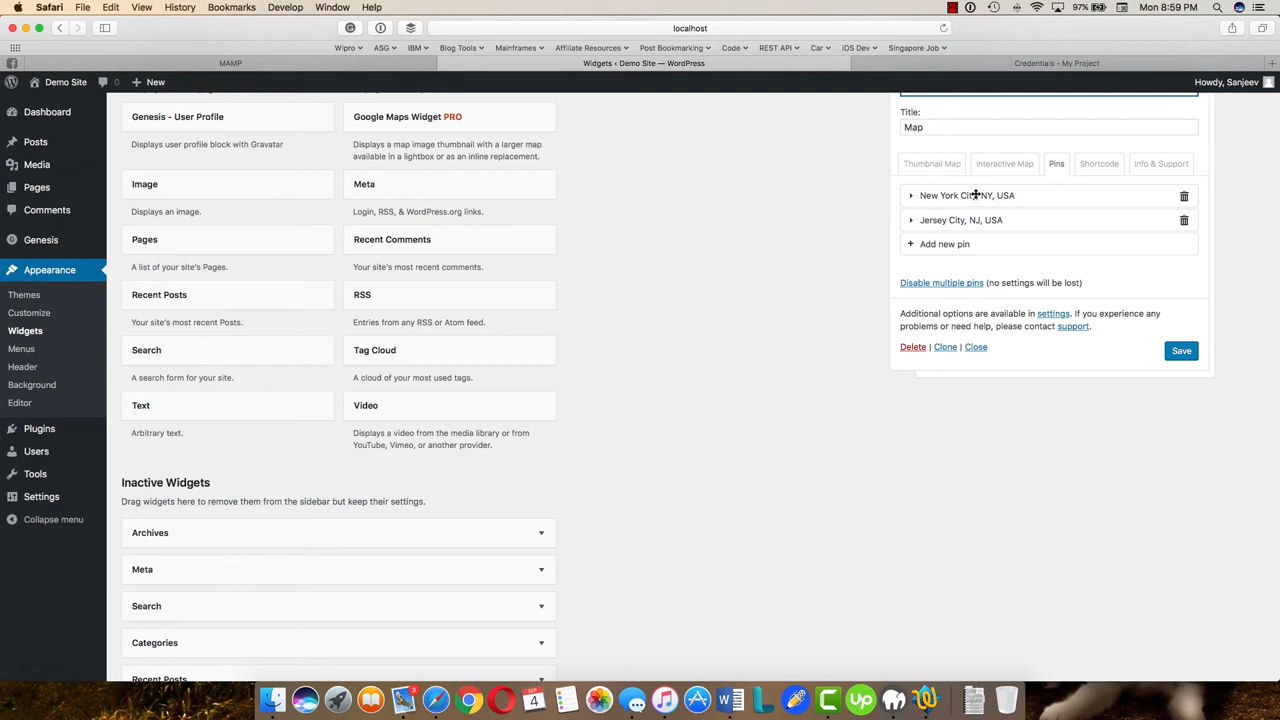 Safari File Edit View History Bookmarks Develop Window Help 97% Mon 8:59 PM
localhost
Wipro ASG IBM Blog Tools Mainframes Affiliate Resources Post Bookmarking Code REST API Car iOS Dev Singapore Job
MAMP Widgets ‹ Demo Site — WordPress Credentials - My Project
Demo Site 0 New Howdy, Sanjeev
Dashboard
Posts
Media
Pages
Comments
Genesis
Appearance
Themes
Customize
Widgets
Menus
Header
Background
Editor
Plugins
Users
Tools
Settings
Collapse menu
Genesis - User Profile
Displays user profile block with Gravatar
Google Maps Widget PRO
Displays a map image thumbnail with a larger map
available in a lightbox or as an inline replacement.
Image
Displays an image.
Meta
Login, RSS, & WordPress.org links.
Pages
A list of your site's Pages.
Recent Comments
Your site's most recent comments.
Recent Posts
Your site's most recent Posts.
RSS
Entries from any RSS or Atom feed.
Search
A search form for your site.
Tag Cloud
A cloud of your most used tags.
Text
Arbitrary text.
Video
Displays a video from the media library or from
YouTube, Vimeo, or another provider.
Inactive Widgets
Drag widgets here to remove them from the sidebar but keep their settings.
Archives
Meta
Search
Categories
Recent Posts
Title:
Map
Thumbnail Map Interactive Map Pins Shortcode Info & Support
New York City, NY, USA
Jersey City, NJ, USA
+ Add new pin
Disable multiple pins (no settings will be lost)
Additional options are available in settings. If you experience any
problems or need help, please contact support.
Delete | Clone | Close
Save
3
SEP
4
W
up